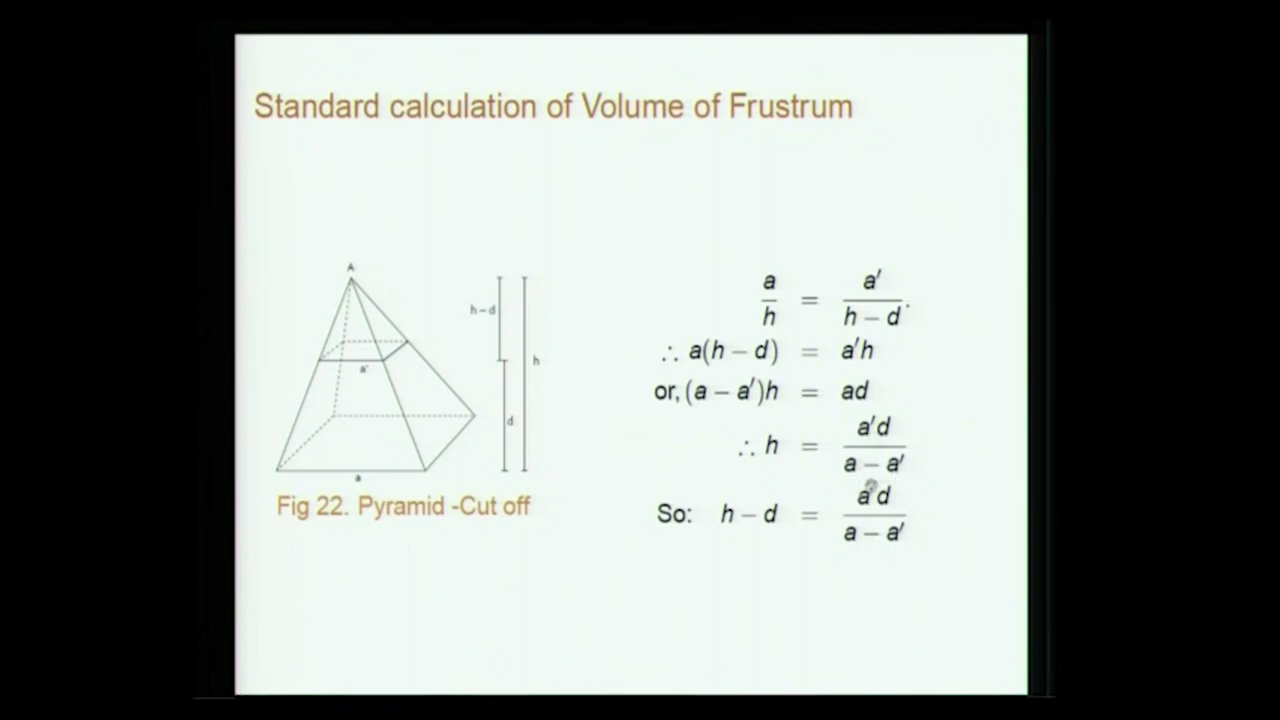 Standard calculation of Volume of Frustrum
A
h – d
h
a'
d
a
Fig 22. Pyramid -Cut off
a/h = a'/(h – d).
∴ a(h – d) = a'h
or, (a – a')h = ad
∴ h = a'd/(a – a')
So: h – d = a'd/(a – a')